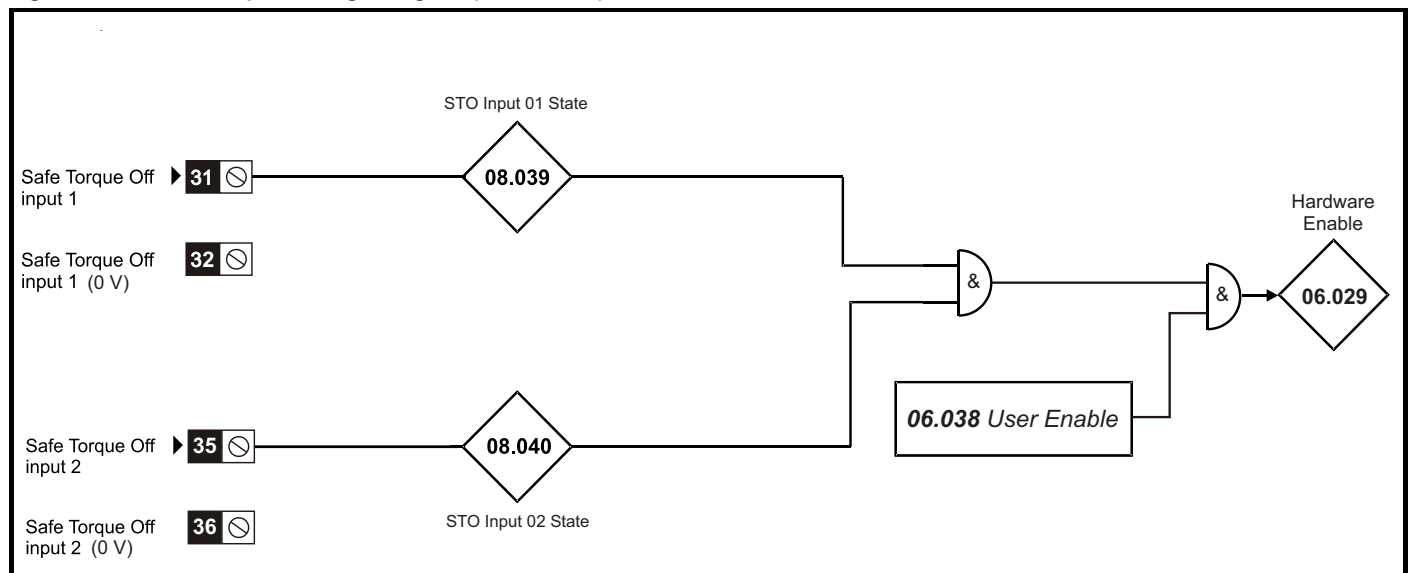 STO Input 01 State
Safe Torque Off
input 1
31
08.039
Hardware
Enable
Safe Torque Off
input 1 (0 V)
32
&
&
06.029
06.038 User Enable
Safe Torque Off
input 2
35
08.040
STO Input 02 State
Safe Torque Off
input 2 (0 V)
36